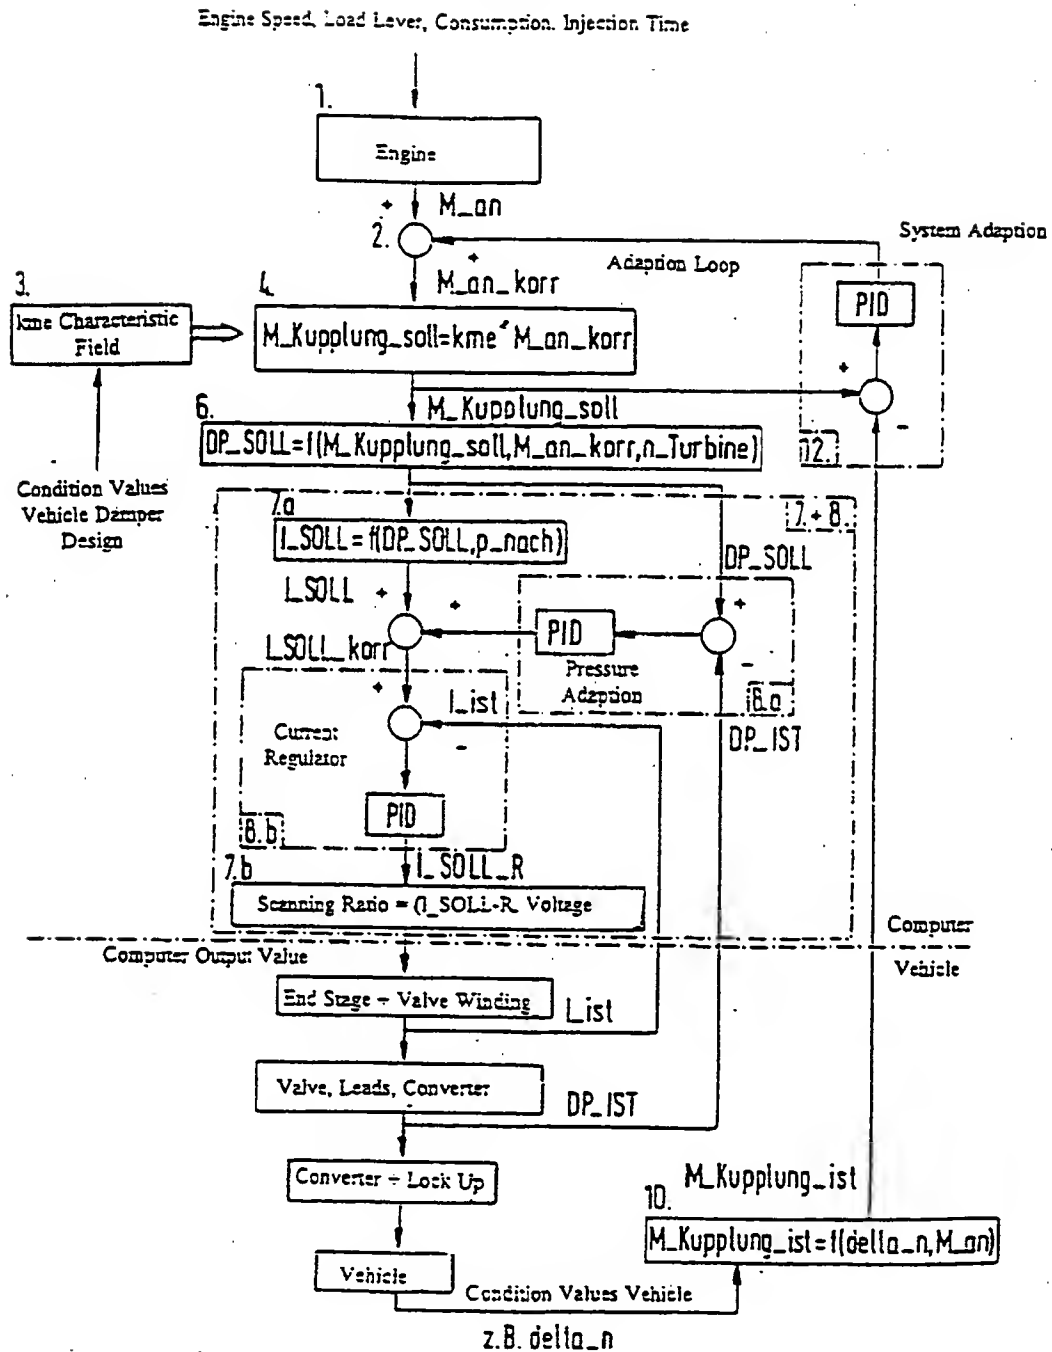 Engine Speed, Load Lever, Consumption. Injection Time
1.
Engine
+
M_an
2.
System Adaption
Adaption Loop
+
M_an_korr
12.
PID
+
-
3.
kme Characteristic
Field
4.
M_Kupplung_soll=kme*M_an_korr
Condition Values
Vehicle Damper
Design
M_Kupplung_soll
6.
DP_SOLL=f(M_Kupplung_soll,M_an_korr,n_Turbine)
7.a
7.+8.
I_SOLL=f(DP_SOLL,p_nach)
DP_SOLL
I_SOLL
+
+
+
PID
-
I_SOLL_korr
Pressure
Adaption
8.a
+
I_ist
DP_IST
Current
Regulator
-
PID
8.b
I_SOLL_R
7.b
Scanning Ratio = (I_SOLL-R. Voltage
Computer
Computer Output Value
Vehicle
End Stage + Valve Winding
I_ist
Valve, Leads, Converter
DP_IST
Converter + Lock Up
M_Kupplung_ist
10.
M_Kupplung_ist=f(delta_n,M_an)
Vehicle
Condition Values Vehicle
z.B. delta_n